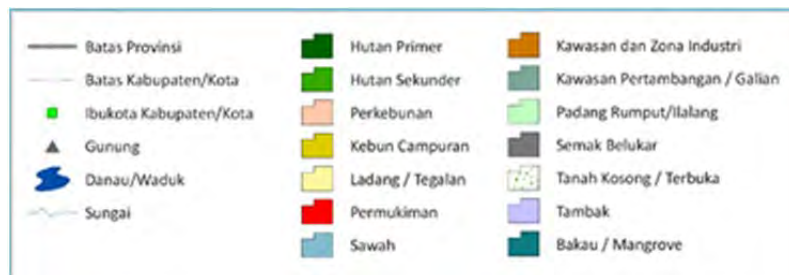 Batas Provinsi
Batas Kabupaten/Kota
Ibukota Kabupaten/Kota
Gunung
Danau/Waduk
Sungai
Hutan Primer
Hutan Sekunder
Perkebunan
Kebun Campuran
Ladang / Tegalan
Permukiman
Sawah
Kawasan dan Zona Industri
Kawasan Pertambangan / Galian
Padang Rumput/Ilalang
Semak Belukar
Tanah Kosong / Terbuka
Tambak
Bakau / Mangrove